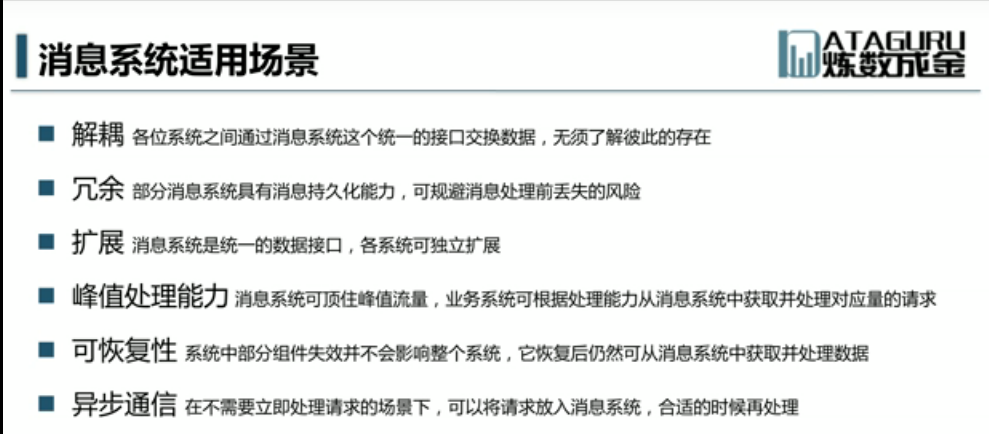 消息系统适用场景
ATAGURU
炼数成金
解耦 各位系统之间通过消息系统这个统一的接口交换数据，无须了解彼此的存在
冗余 部分消息系统具有消息持久化能力，可规避消息处理前丢失的风险
扩展 消息系统是统一的数据接口，各系统可独立扩展
峰值处理能力 消息系统可顶住峰值流量，业务系统可根据处理能力从消息系统中获取并处理对应量的请求
可恢复性 系统中部分组件失效并不会影响整个系统，它恢复后仍然可从消息系统中获取并处理数据
异步通信 在不需要立即处理请求的场景下，可以将请求放入消息系统，合适的时候再处理